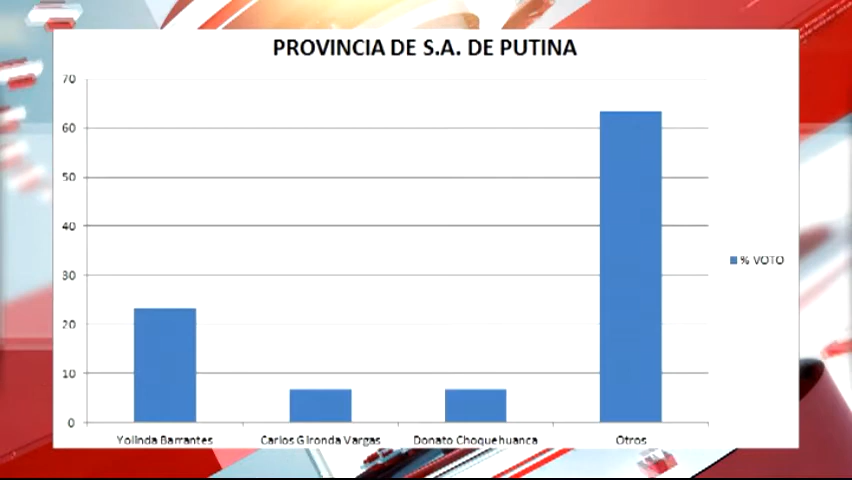 PROVINCIA DE S.A. DE PUTINA
70
60
50
40
30
20
10
0
% VOTO
Yolinda Barrantes
Carlos Gironda Vargas
Donato Choquehuanca
Otros